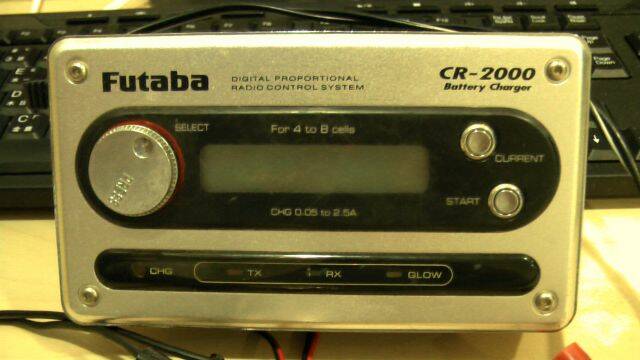 Futaba
DIGITAL PROPORTIONAL
RADIO CONTROL SYSTEM
CR-2000
Battery Charger
SELECT
For 4 to 8 cells
CURRENT
START
CHG 0.05 to 2.5A
CHG
TX
RX
GLOW